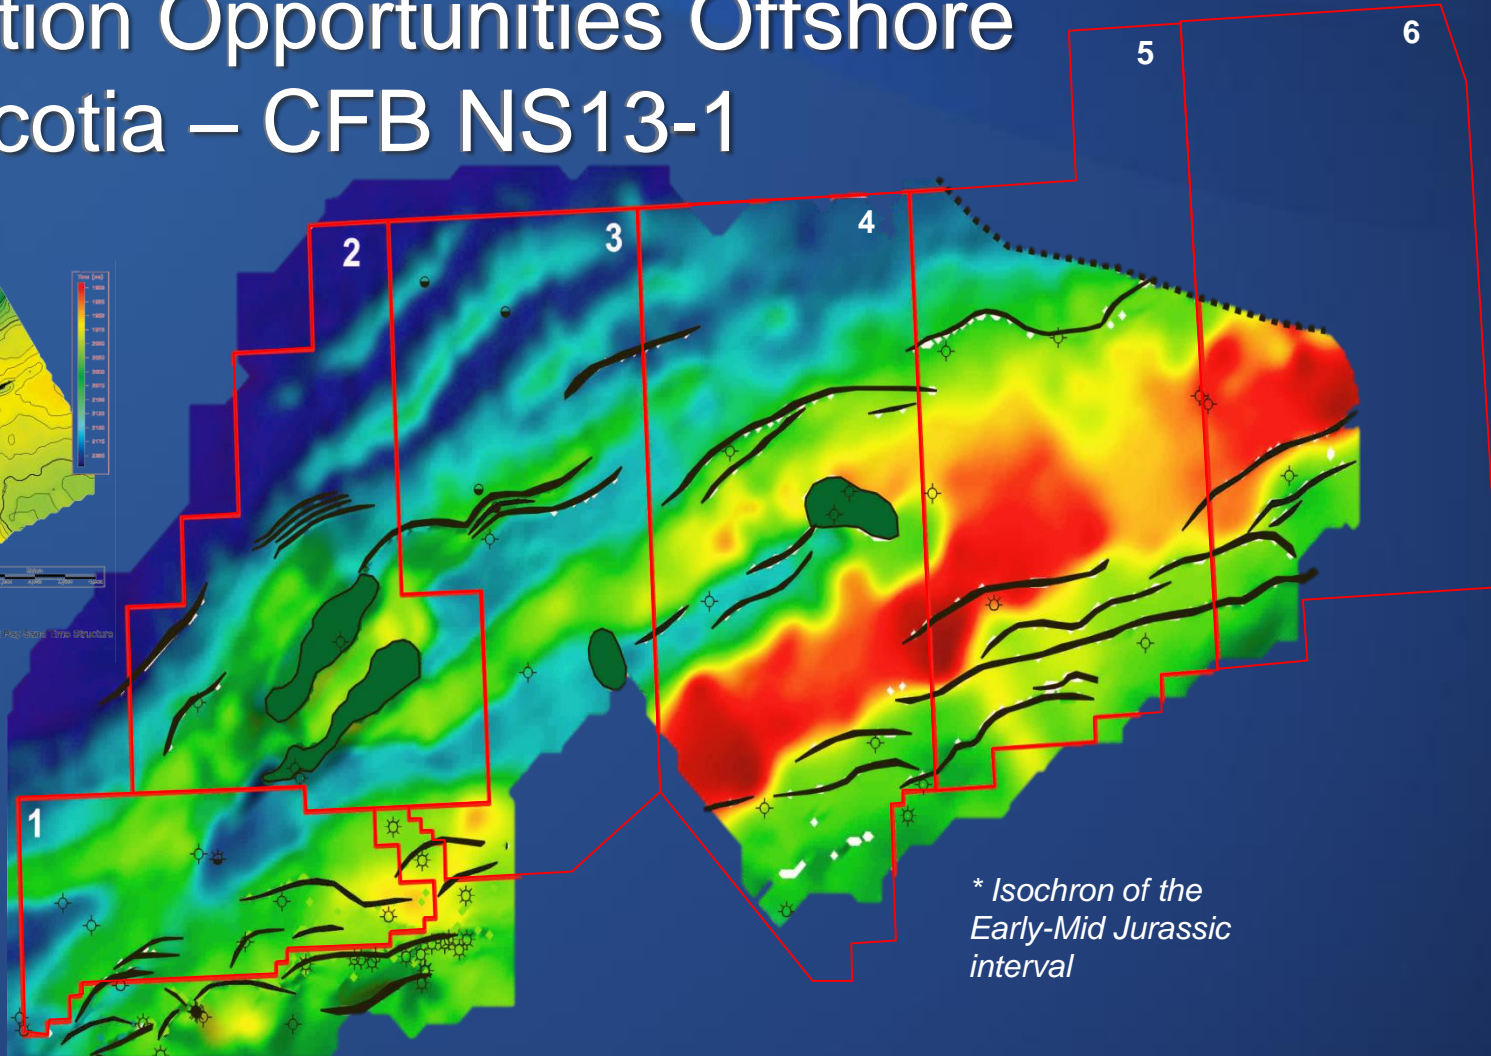 tion Opportunities Offshore
cotia – CFB NS13-1
5
6
2
3
4
1
* Isochron of the
Early-Mid Jurassic
interval